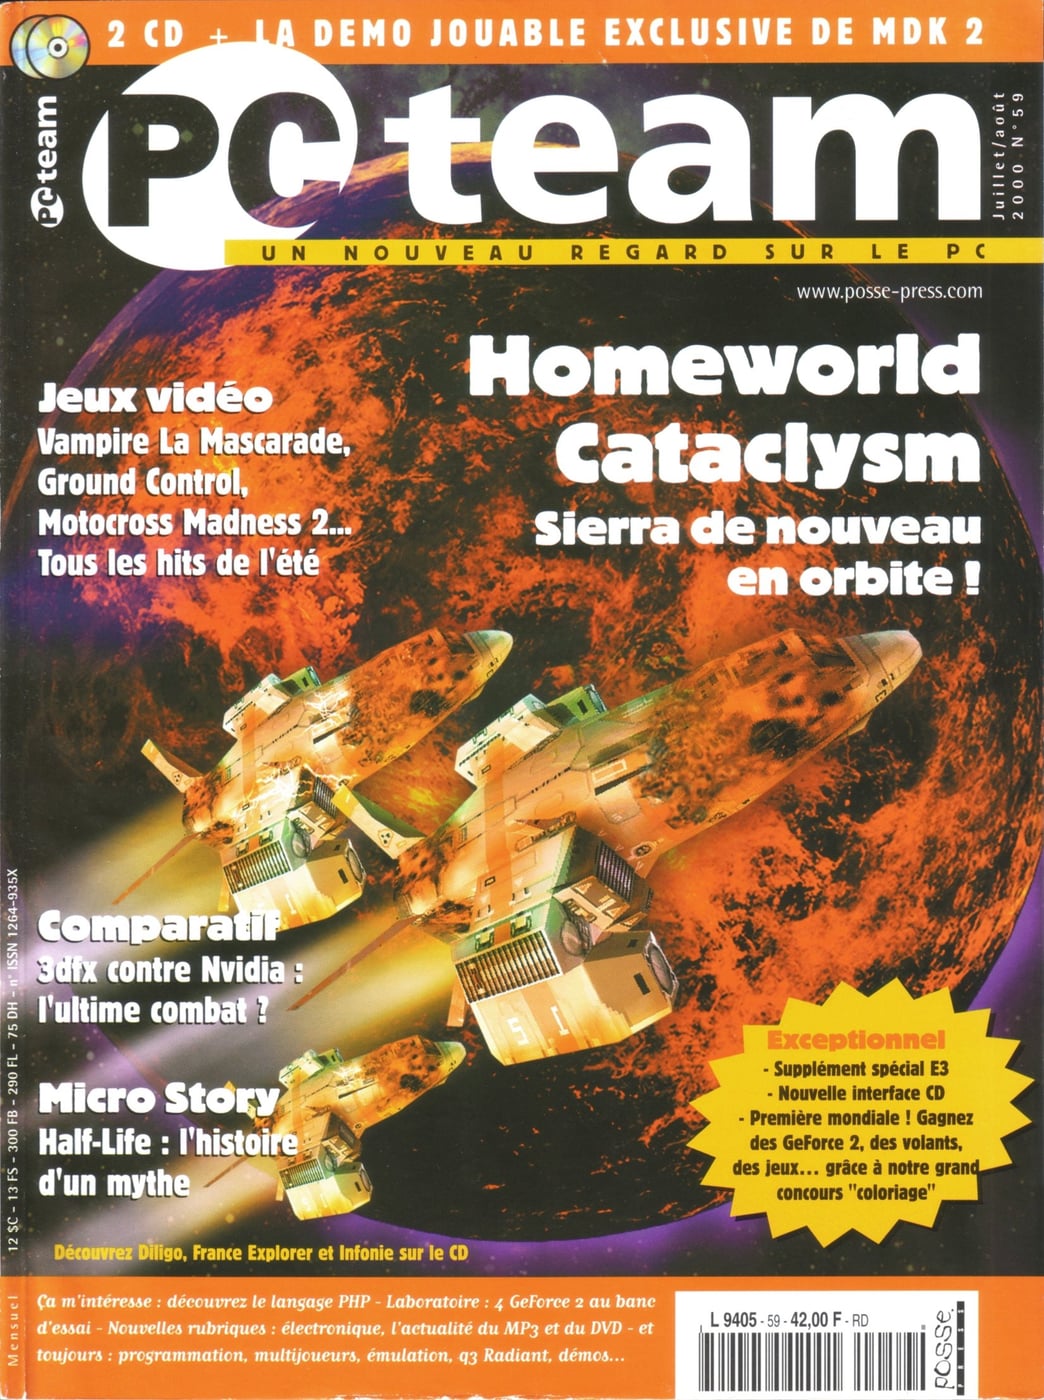 2 CD + LA DEMO JOUABLE EXCLUSIVE DE MDK 2
PC team
PC team
Juillet/août
2000 N°59
UN NOUVEAU REGARD SUR LE PC
www.posse-press.com
Homeworld
Cataclysm
Sierra de nouveau
en orbite !
Jeux vidéo
Vampire La Mascarade,
Ground Control,
Motocross Madness 2...
Tous les hits de l'été
Comparatif
3dfx contre Nvidia :
l'ultime combat ?
Micro Story
Half-Life : l'histoire
d'un mythe
Exceptionnel
- Supplément spécial E3
- Nouvelle interface CD
- Première mondiale ! Gagnez
des GeForce 2, des volants,
des jeux... grâce à notre grand
concours "coloriage"
Découvrez Diligo, France Explorer et Infonie sur le CD
Mensuel 12 $C - 13 FS - 300 FB - 290 FL - 75 DH - n° ISSN 1264-935X
Ça m'intéresse : découvrez le langage PHP - Laboratoire : 4 GeForce 2 au banc
d'essai - Nouvelles rubriques : électronique, l'actualité du MP3 et du DVD - et
toujours : programmation, multijoueurs, émulation, q3 Radiant, démos...
L 9405 - 59 - 42,00 F - RD
posse.
PRESS